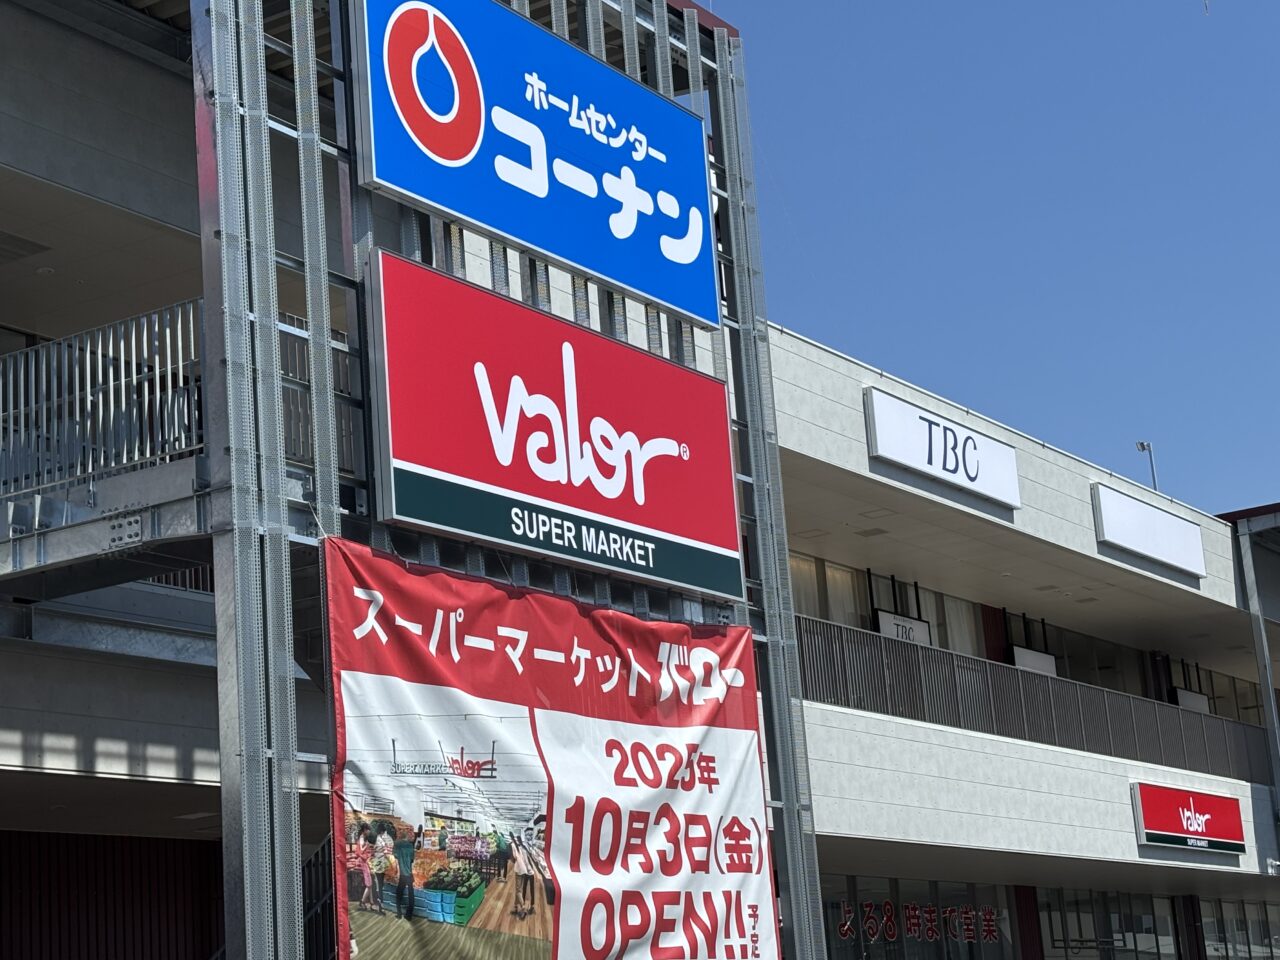 ホームセンター
コーナン
valor®
SUPER MARKET
スーパーマーケット バロー
SUPER MARKET valor
2025年
10月3日(金)
OPEN!!予定
TBC
TBC
valor
SUPER MARKET
よる8時まで営業